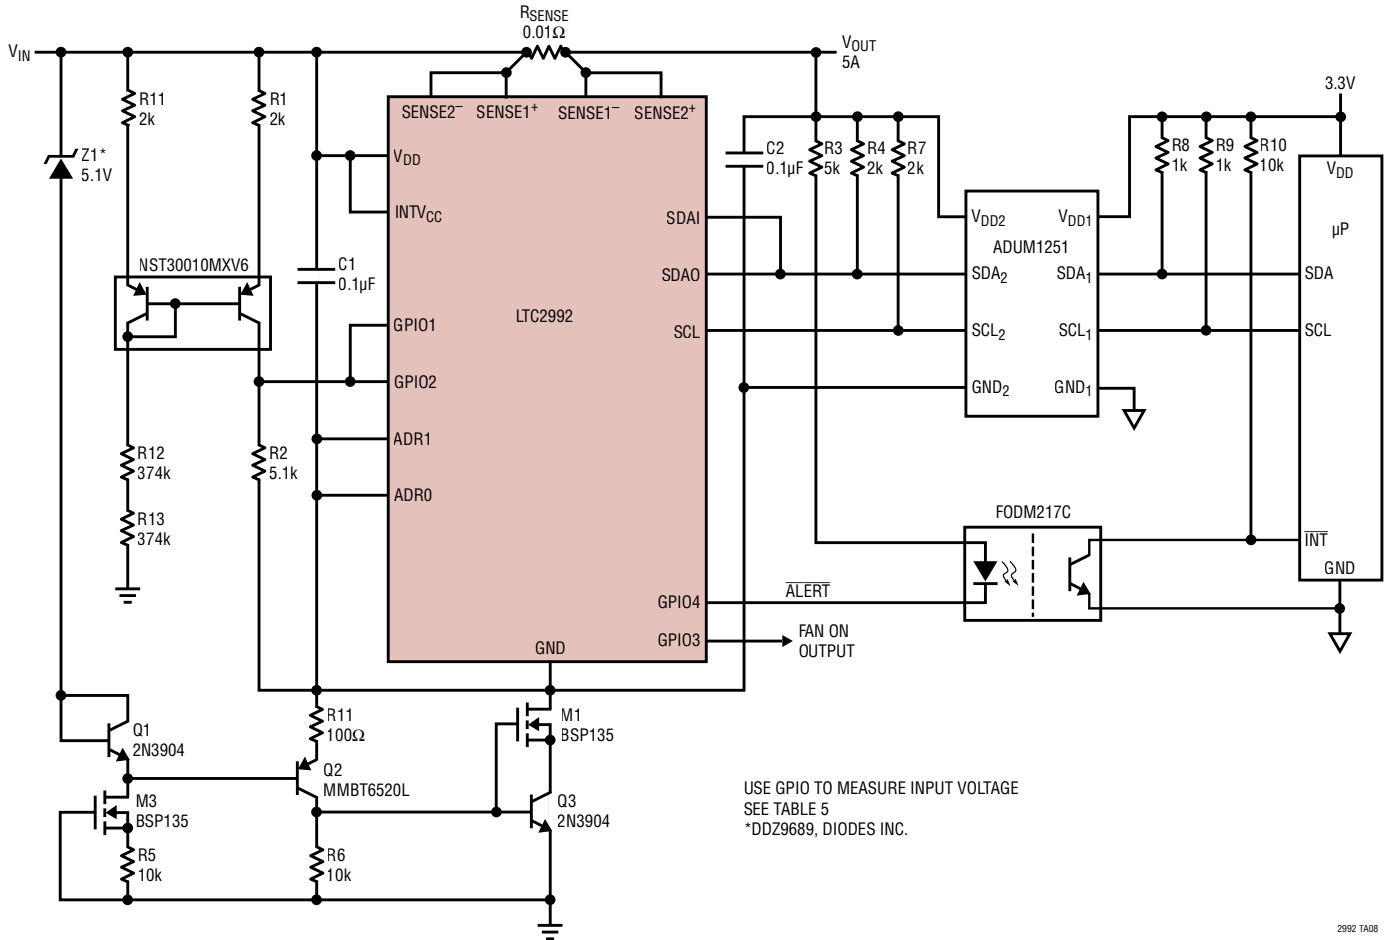 RSENSE
0.01Ω
VIN
VOUT
5A
3.3V
R11
2k
R1
2k
Z1*
5.1V
SENSE2–
SENSE1+
SENSE1–
SENSE2+
VDD
INTVCC
C1
0.1µF
NST30010MXV6
GPIO1
GPIO2
ADR1
ADR0
LTC2992
SDAI
SDAO
SCL
GPIO4
GPIO3
GND
C2
0.1µF
R3
5k
R4
2k
R7
2k
VDD2
VDD1
ADUM1251
SDA2
SDA1
SCL2
SCL1
GND2
GND1
R8
1k
R9
1k
R10
10k
VDD
µP
SDA
SCL
INT
GND
R12
374k
R13
374k
R2
5.1k
FODM217C
ALERT
FAN ON
OUTPUT
R11
100Ω
Q1
2N3904
Q2
MMBT6520L
M1
BSP135
M3
BSP135
Q3
2N3904
R5
10k
R6
10k
USE GPIO TO MEASURE INPUT VOLTAGE
SEE TABLE 5
*DDZ9689, DIODES INC.
2992 TA08